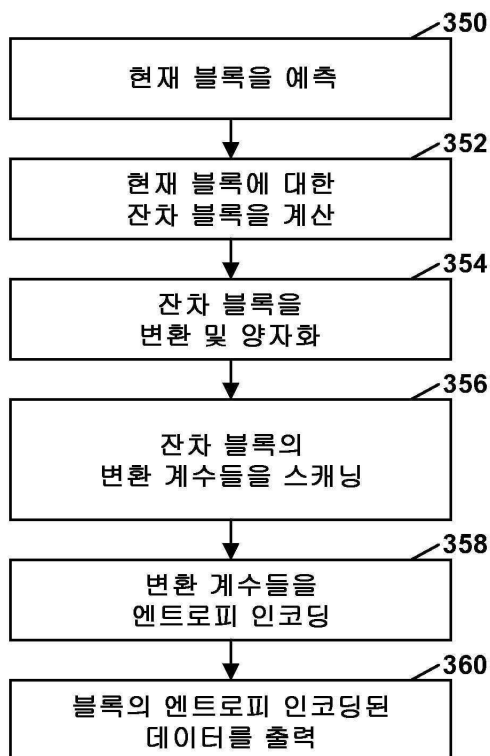 350
현재 블록을 예측
352
현재 블록에 대한
잔차 블록을 계산
354
잔차 블록을
변환 및 양자화
356
잔차 블록의
변환 계수들을 스캐닝
358
변환 계수들을
엔트로피 인코딩
360
블록의 엔트로피 인코딩된
데이터를 출력